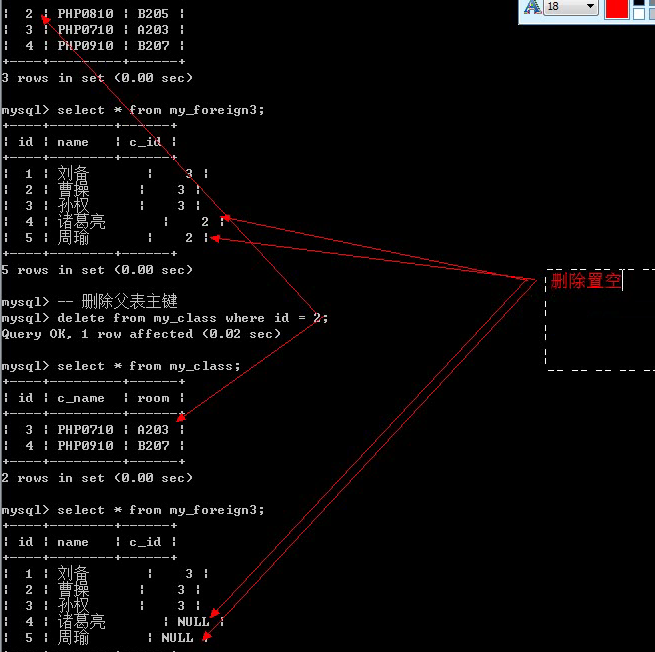 18
| 2 | PHP0810 | B205 |
| 3 | PHP0710 | A203 |
| 4 | PHP0910 | B207 |
+----+---------+------+
3 rows in set (0.00 sec)
mysql> select * from my_foreign3;
+----+--------+------+
| id | name   | c_id |
+----+--------+------+
| 1 | 刘备 | 3 |
| 2 | 曹操 | 3 |
| 3 | 孙权 | 3 |
| 4 | 诸葛亮 | 2 |
| 5 | 周瑜 | 2 |
+----+--------+------+
5 rows in set (0.00 sec)
删除置空
mysql> -- 删除父表主键
mysql> delete from my_class where id = 2;
Query OK, 1 row affected (0.02 sec)
mysql> select * from my_class;
+----+---------+------+
| id | c_name  | room |
+----+---------+------+
| 3 | PHP0710 | A203 |
| 4 | PHP0910 | B207 |
+----+---------+------+
2 rows in set (0.00 sec)
mysql> select * from my_foreign3;
+----+--------+------+
| id | name   | c_id |
+----+--------+------+
| 1 | 刘备 | 3 |
| 2 | 曹操 | 3 |
| 3 | 孙权 | 3 |
| 4 | 诸葛亮 | NULL |
| 5 | 周瑜 | NULL |